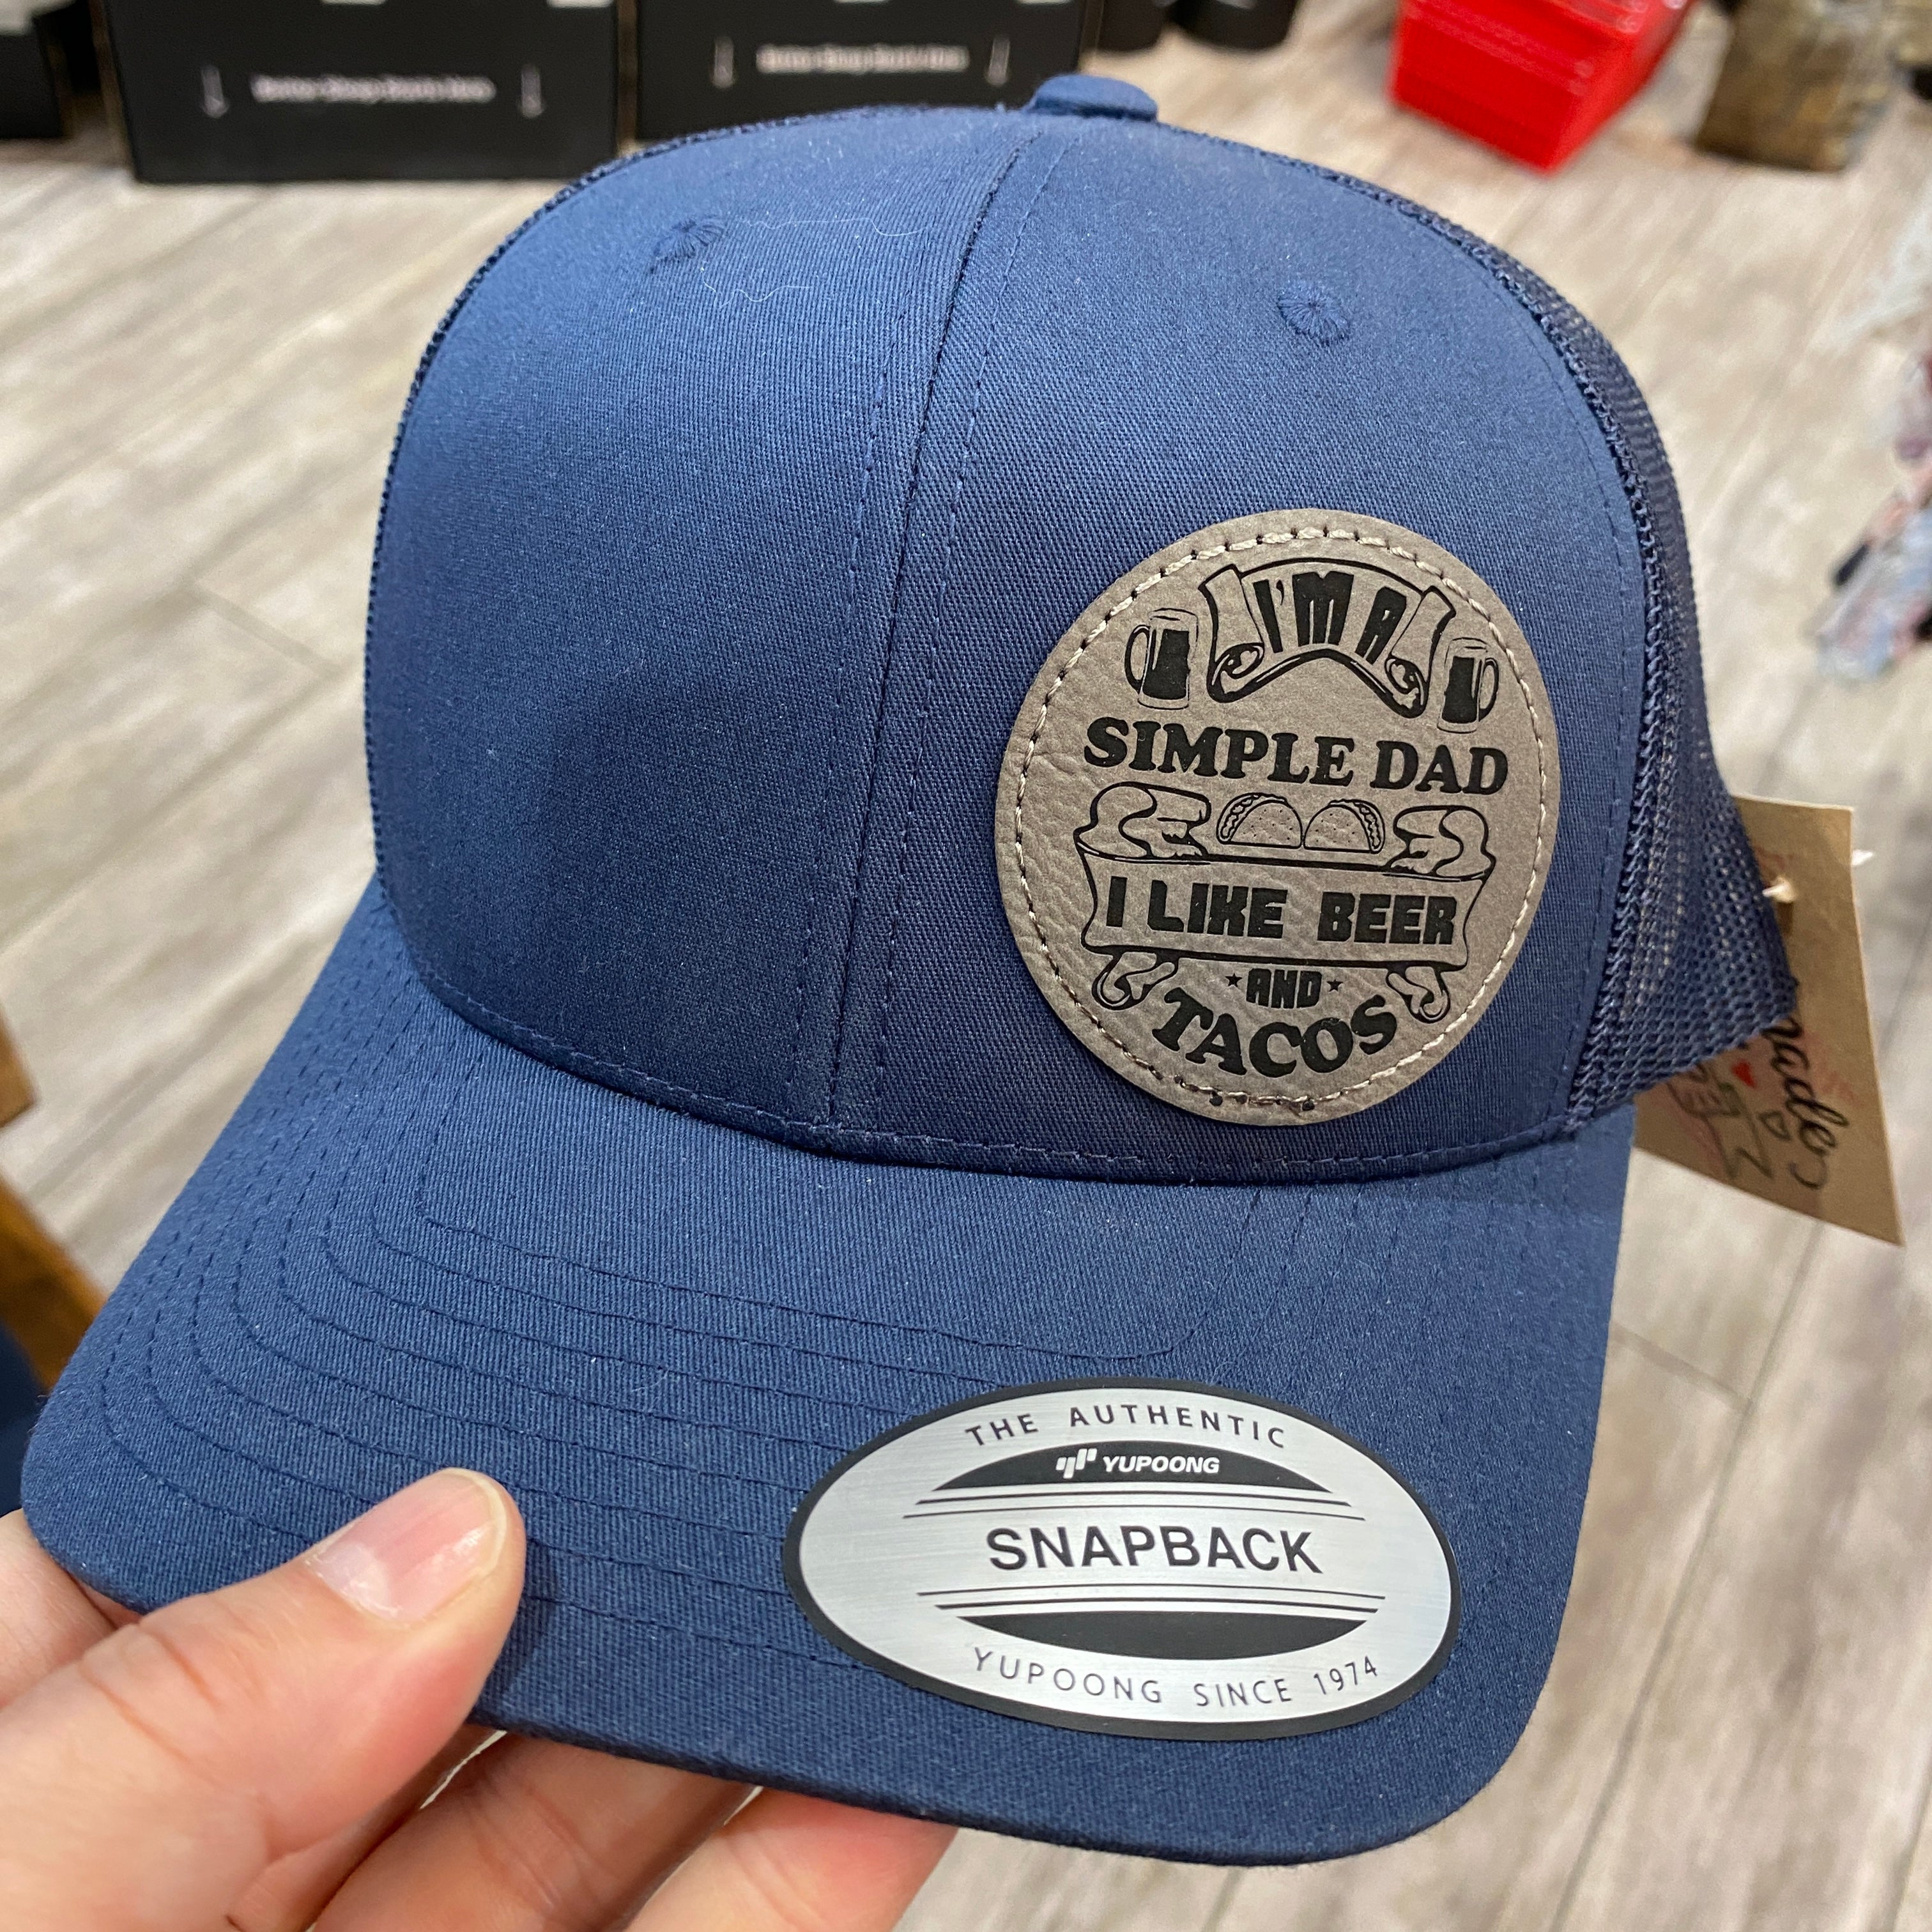 I'M A
SIMPLE DAD
I LIKE BEER
AND
TACOS
THE AUTHENTIC
YUPOONG
SNAPBACK
YUPOONG SINCE 1974